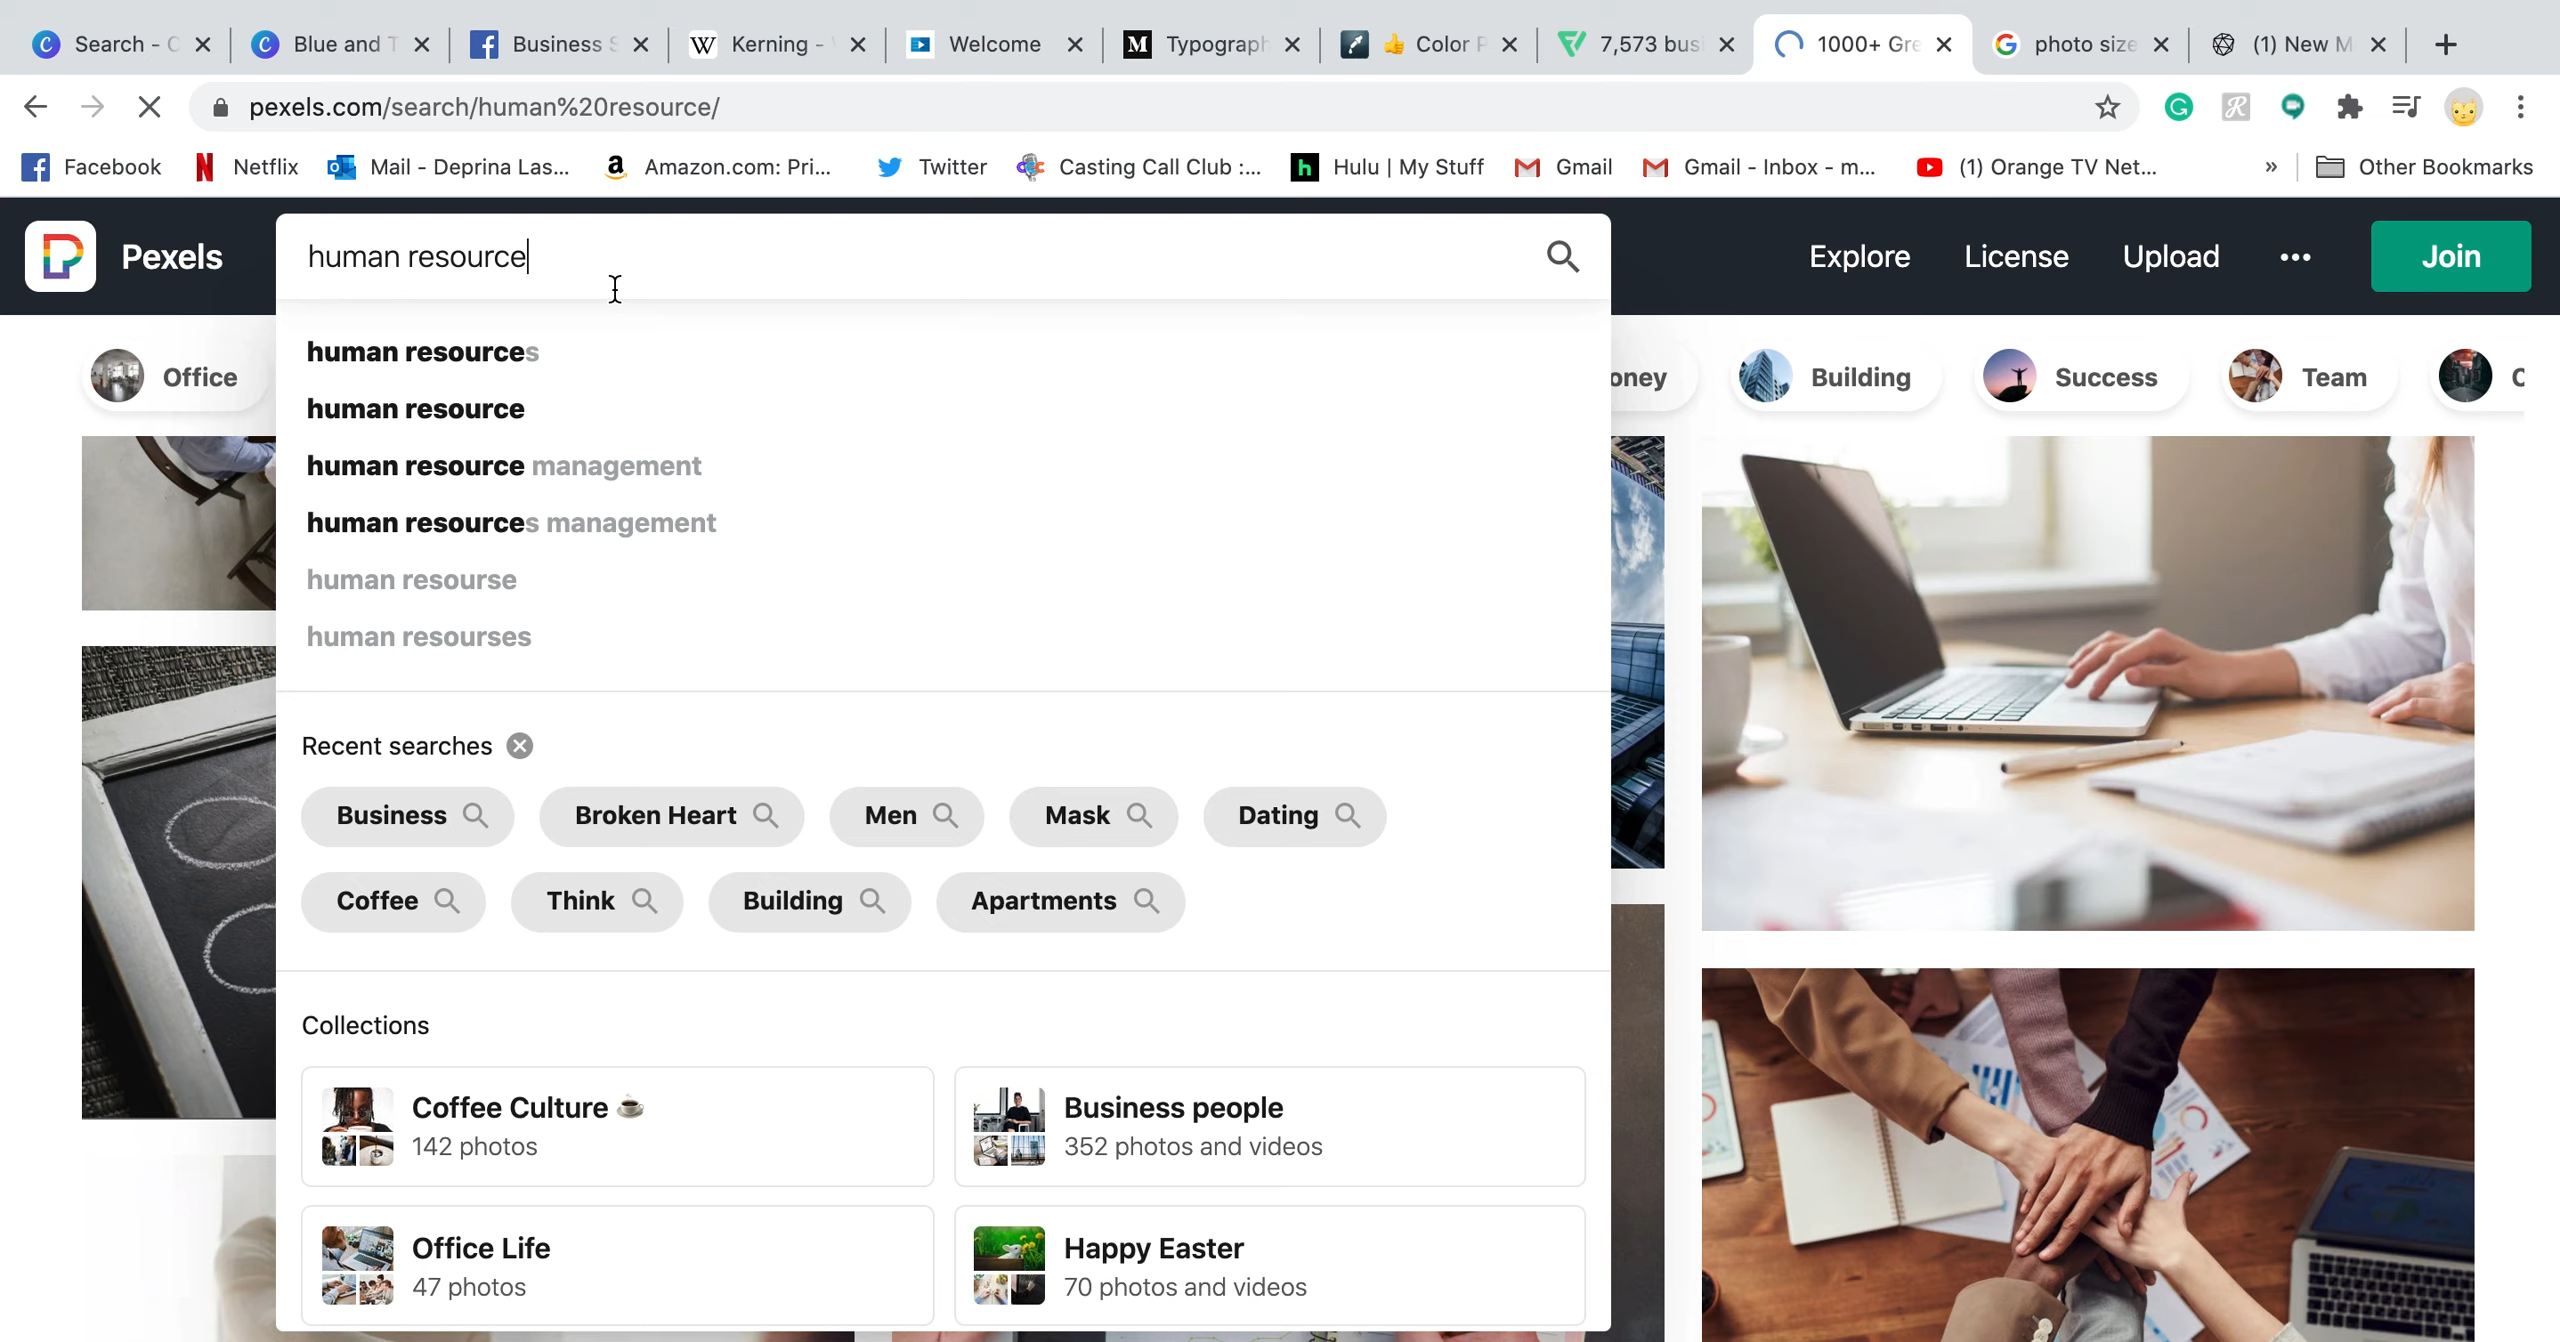 Search - C
Blue and T
Business S
W Kerning -
Welcome
M Typograph
👍 Color P
7,573 busi
1000+ Gre
G photo size
(1) New M
pexels.com/search/human%20resource/
Facebook
N Netflix
Mail - Deprina Las...
a Amazon.com: Pri...
Twitter
Casting Call Club :...
h Hulu | My Stuff
Gmail
Gmail - Inbox - m...
(1) Orange TV Net...
»
Other Bookmarks
P Pexels
human resource
Explore
License
Upload
Join
human resources
human resource
human resource management
human resources management
human resourse
human resourses
Office
oney
Building
Success
Team
C
Recent searches
Business
Broken Heart
Men
Mask
Dating
Coffee
Think
Building
Apartments
Collections
Coffee Culture ☕
142 photos
Business people
352 photos and videos
Office Life
47 photos
Happy Easter
70 photos and videos